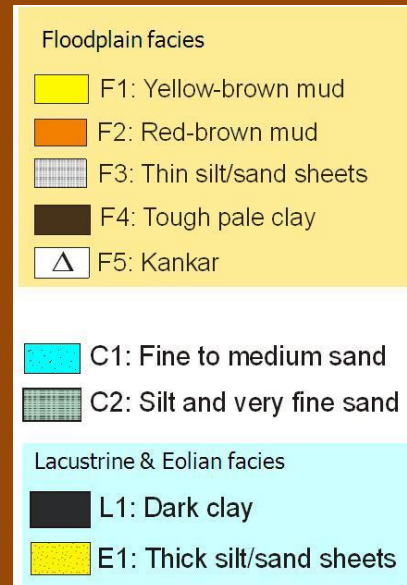 Floodplain facies
F1: Yellow-brown mud
F2: Red-brown mud
F3: Thin silt/sand sheets
F4: Tough pale clay
Δ F5: Kankar
C1: Fine to medium sand
C2: Silt and very fine sand
Lacustrine & Eolian facies
L1: Dark clay
E1: Thick silt/sand sheets